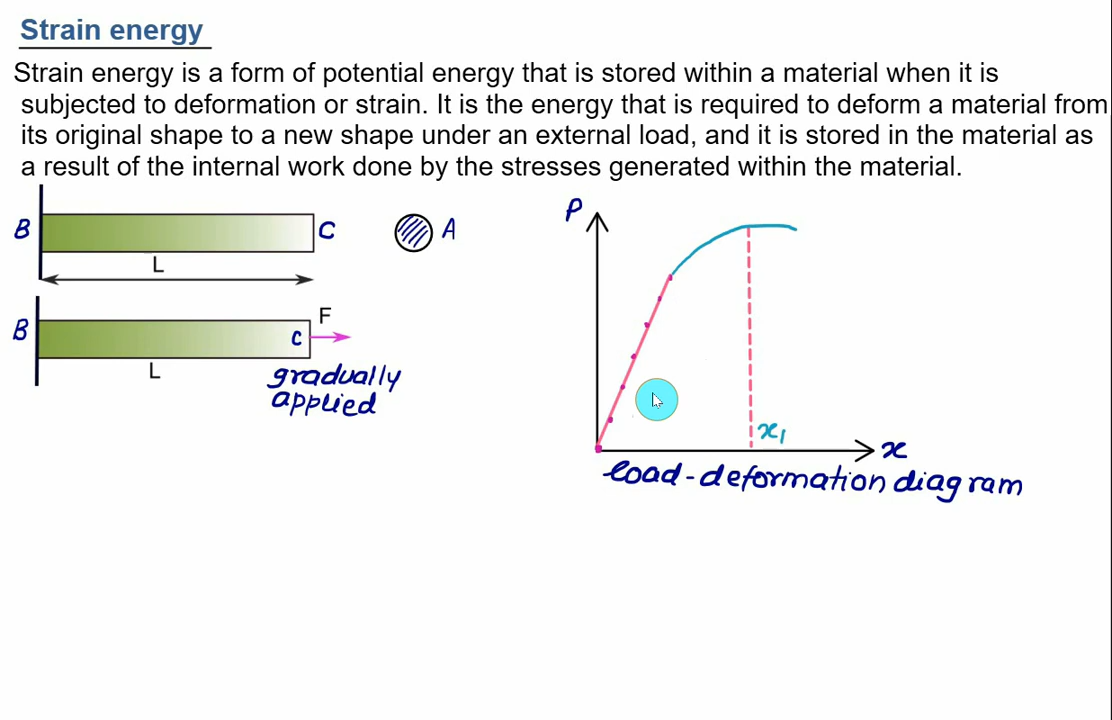 Strain energy
Strain energy is a form of potential energy that is stored within a material when it is
subjected to deformation or strain. It is the energy that is required to deform a material from
its original shape to a new shape under an external load, and it is stored in the material as
a result of the internal work done by the stresses generated within the material.
B
C
A
L
B
F
C
L
gradually
applied
P
x1
x
load-deformation diagram